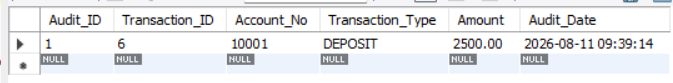 Audit_ID Transaction_ID Account_No Transaction_Type Amount Audit_Date
1 6 10001 DEPOSIT 2500.00 2026-08-11 09:39:14
NULL NULL NULL NULL NULL NULL